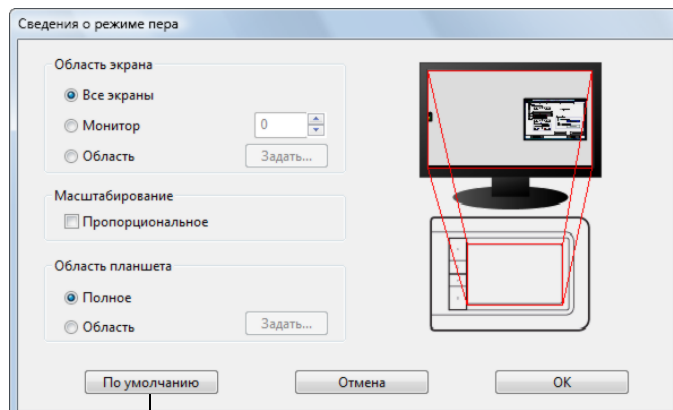 Сведения о режиме пера
Область экрана
Все экраны
Монитор
0
Область
Задать...
Масштабирование
Пропорциональное
Область планшета
Полное
Область
Задать...
По умолчанию
Отмена
OK